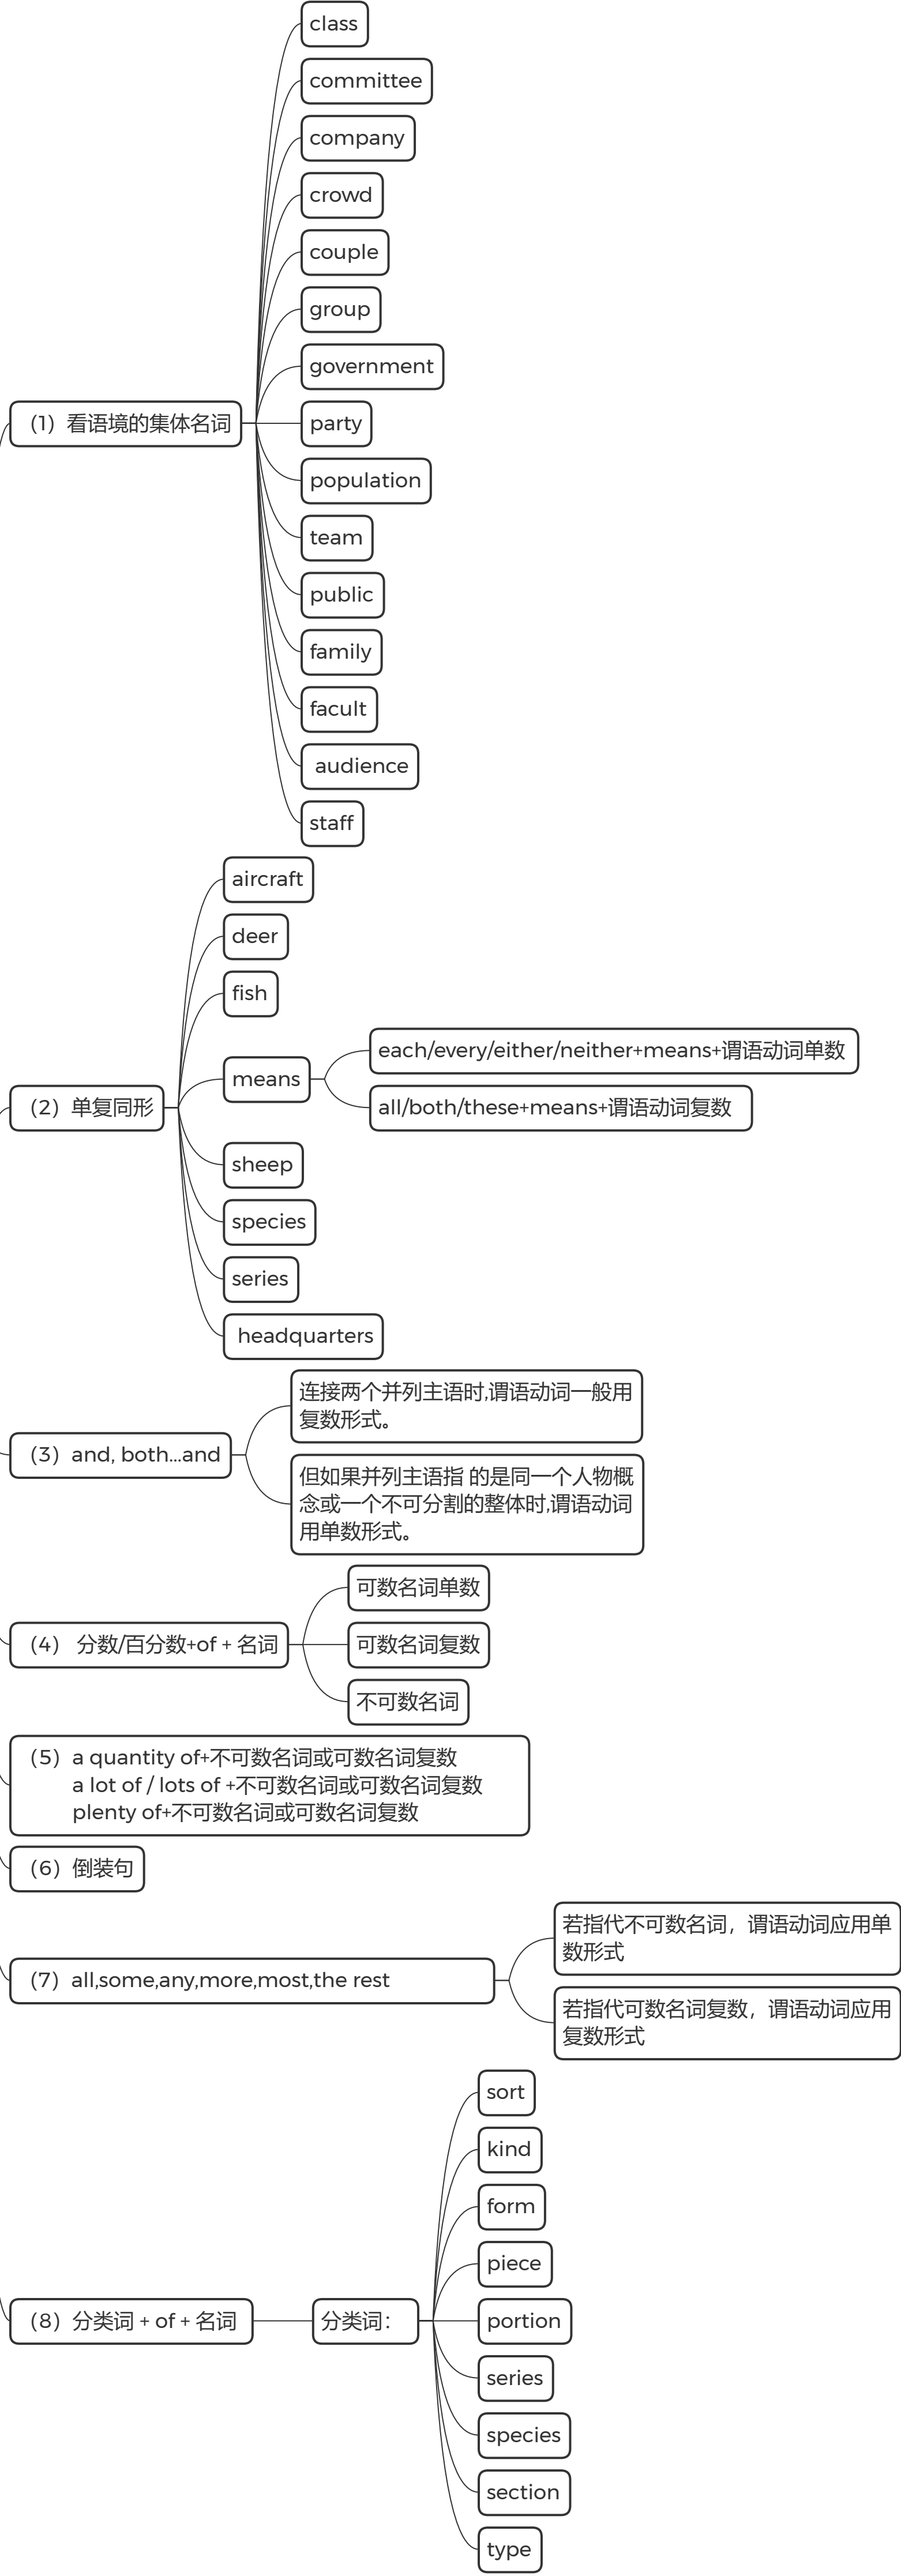 （1）看语境的集体名词
class
committee
company
crowd
couple
group
government
party
population
team
public
family
facult
audience
staff
（2）单复同形
aircraft
deer
fish
means
each/every/either/neither+means+谓语动词单数
all/both/these+means+谓语动词复数
sheep
species
series
headquarters
（3）and, both...and
连接两个并列主语时,谓语动词一般用
复数形式。
但如果并列主语指 的是同一个人物概
念或一个不可分割的整体时,谓语动词
用单数形式。
（4） 分数/百分数+of + 名词
可数名词单数
可数名词复数
不可数名词
（5）a quantity of+不可数名词或可数名词复数
a lot of / lots of +不可数名词或可数名词复数
plenty of+不可数名词或可数名词复数
（6）倒装句
（7）all,some,any,more,most,the rest
若指代不可数名词，谓语动词应用单
数形式
若指代可数名词复数，谓语动词应用
复数形式
（8）分类词 + of + 名词
分类词：
sort
kind
form
piece
portion
series
species
section
type